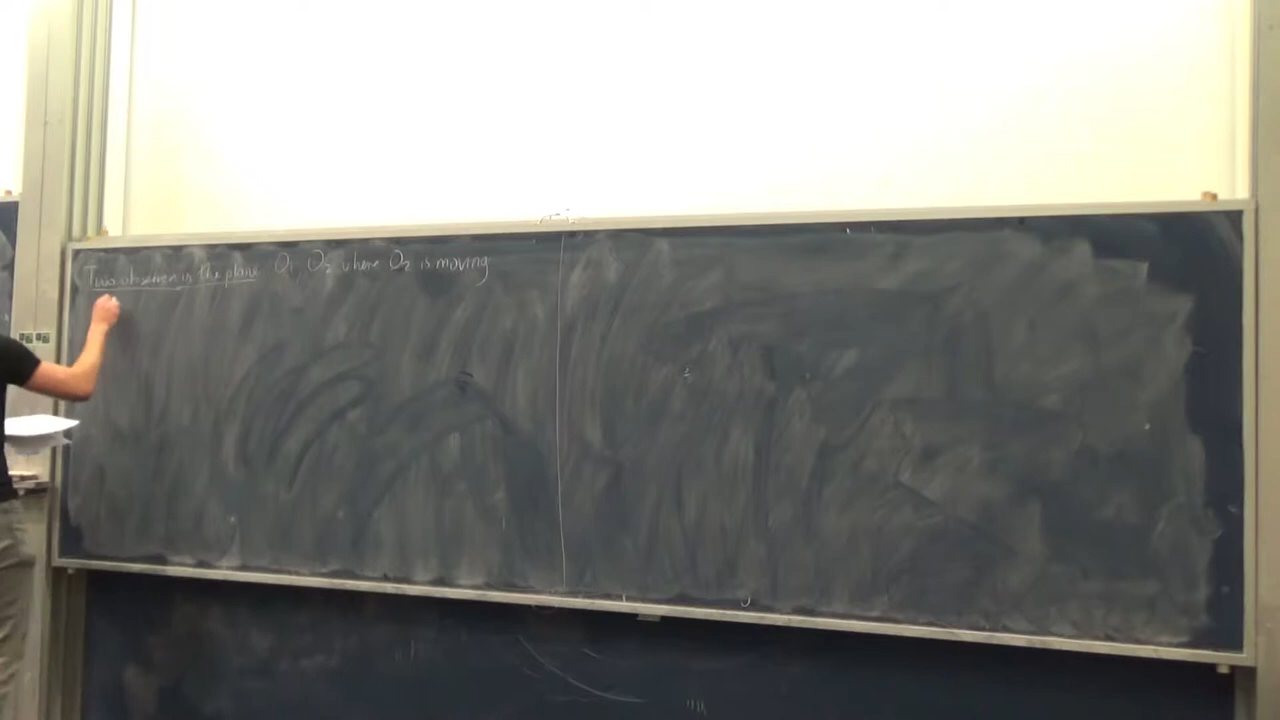 Two observers in the plane O₁, O₂ where O₂ is moving